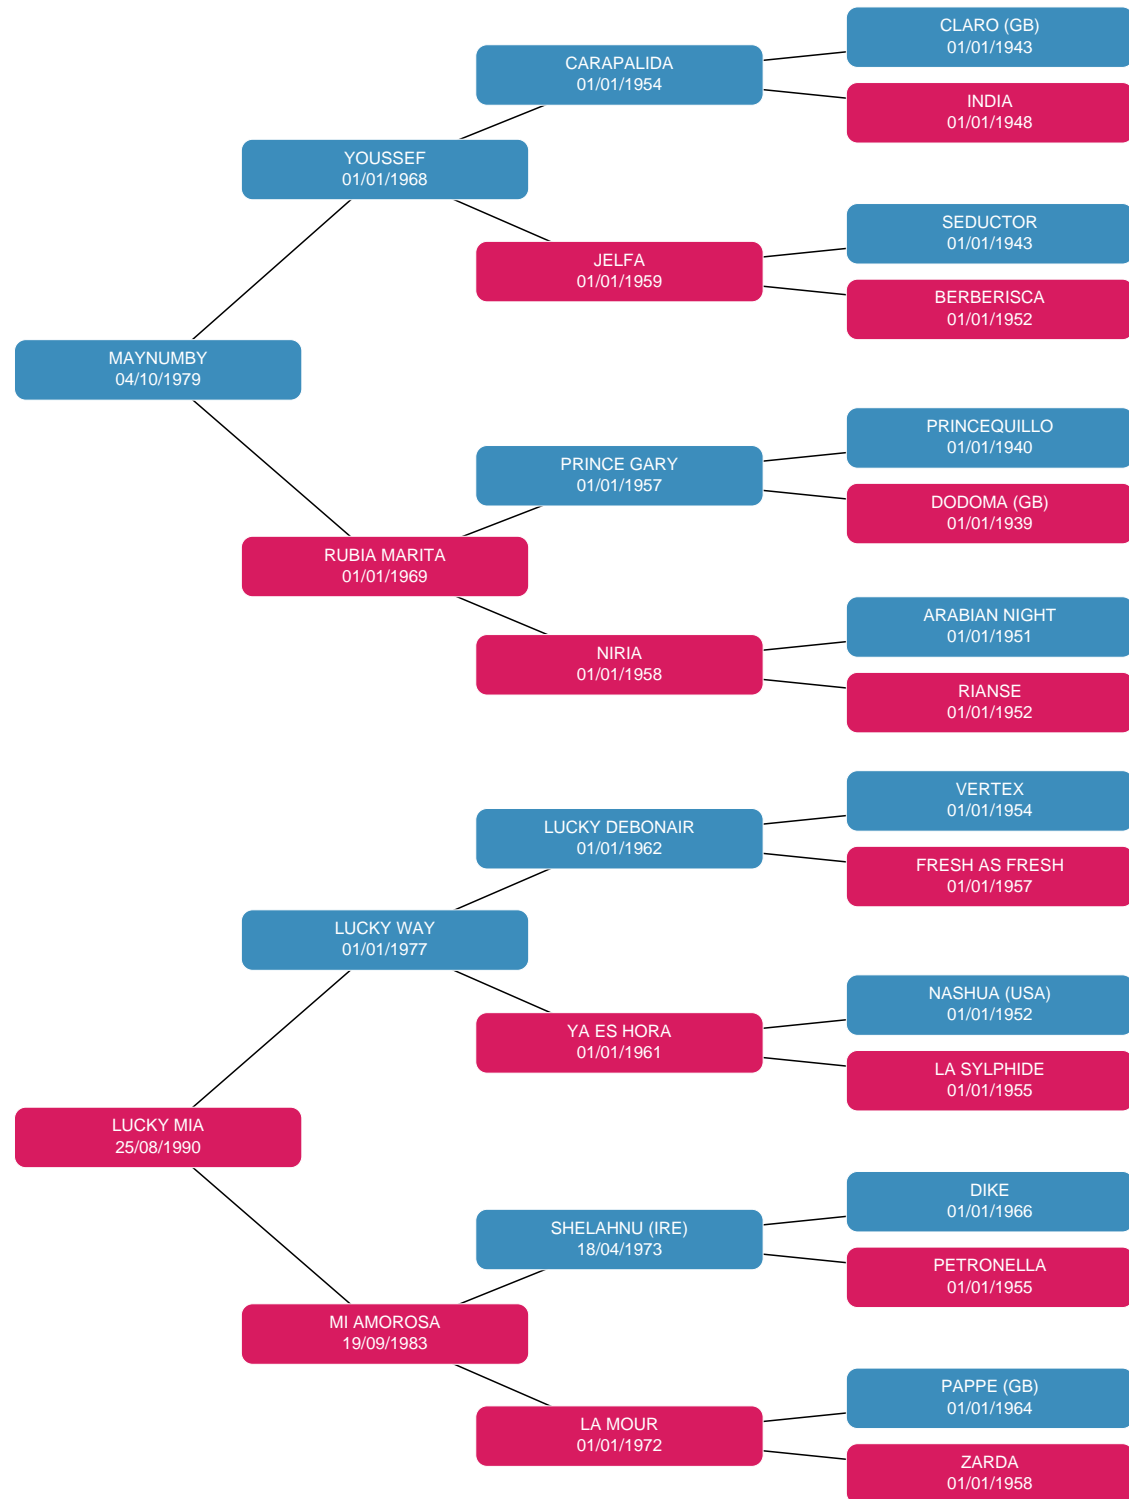 CLARO (GB)
01/01/1943
CARAPALIDA
01/01/1954
INDIA
01/01/1948
YOUSSEF
01/01/1968
SEDUCTOR
01/01/1943
JELFA
01/01/1959
BERBERISCA
01/01/1952
MAYNUMBY
04/10/1979
PRINCEQUILLO
01/01/1940
PRINCE GARY
01/01/1957
DODOMA (GB)
01/01/1939
RUBIA MARITA
01/01/1969
ARABIAN NIGHT
01/01/1951
NIRIA
01/01/1958
RIANSE
01/01/1952
VERTEX
01/01/1954
LUCKY DEBONAIR
01/01/1962
FRESH AS FRESH
01/01/1957
LUCKY WAY
01/01/1977
NASHUA (USA)
01/01/1952
YA ES HORA
01/01/1961
LA SYLPHIDE
01/01/1955
LUCKY MIA
25/08/1990
DIKE
01/01/1966
SHELAHNU (IRE)
18/04/1973
PETRONELLA
01/01/1955
MI AMOROSA
19/09/1983
PAPPE (GB)
01/01/1964
LA MOUR
01/01/1972
ZARDA
01/01/1958